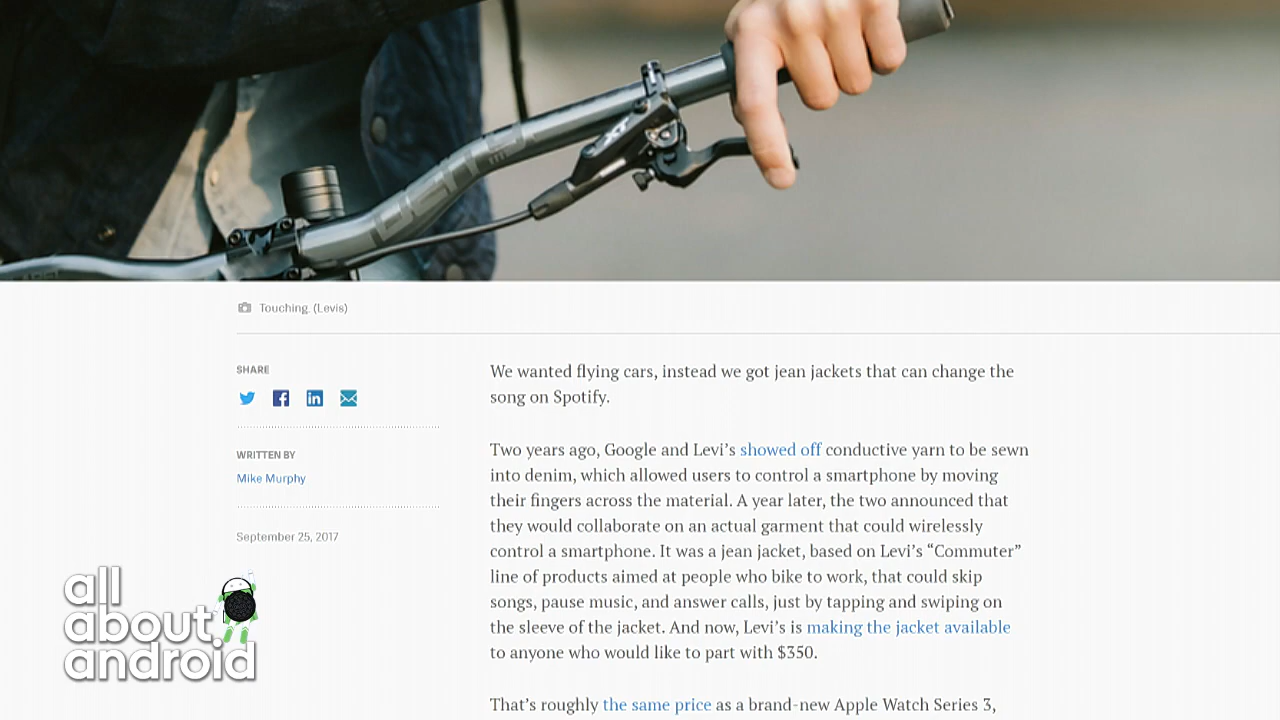 XT
Touching. (Levis)
SHARE
WRITTEN BY
Mike Murphy
September 25, 2017
We wanted flying cars, instead we got jean jackets that can change the
song on Spotify.
Two years ago, Google and Levi’s showed off conductive yarn to be sewn
into denim, which allowed users to control a smartphone by moving
their fingers across the material. A year later, the two announced that
they would collaborate on an actual garment that could wirelessly
control a smartphone. It was a jean jacket, based on Levi’s “Commuter”
line of products aimed at people who bike to work, that could skip
songs, pause music, and answer calls, just by tapping and swiping on
the sleeve of the jacket. And now, Levi’s is making the jacket available
to anyone who would like to part with $350.
That’s roughly the same price as a brand-new Apple Watch Series 3,
all
about
android